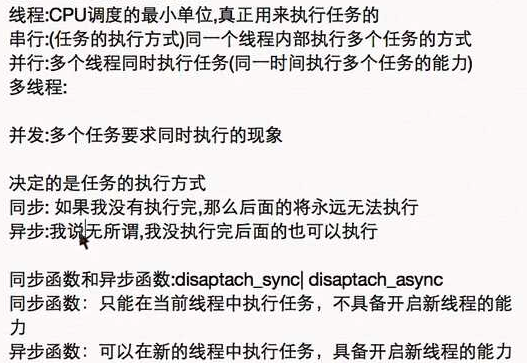 线程:CPU调度的最小单位,真正用来执行任务的
串行:(任务的执行方式)同一个线程内部执行多个任务的方式
并行:多个线程同时执行任务(同一时间执行多个任务的能力)
多线程:
并发:多个任务要求同时执行的现象
决定的是任务的执行方式
同步: 如果我没有执行完,那么后面的将永远无法执行
异步:我说无所谓,我没执行完后面的也可以执行
同步函数和异步函数:disaptach_sync| disaptach_async
同步函数：只能在当前线程中执行任务，不具备开启新线程的能
力
异步函数：可以在新的线程中执行任务，具备开启新线程的能力